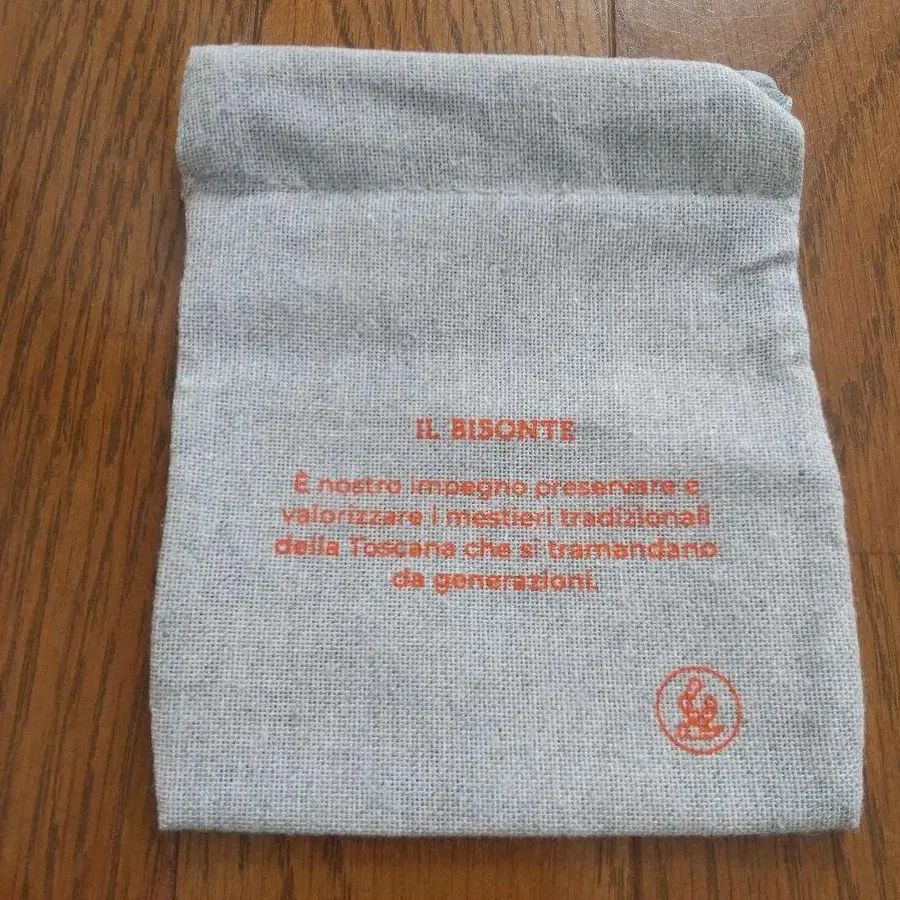 IL BISONTE
È nostro impegno preservare e
valorizzare i mestieri tradizionali
della Toscana che si tramandano
da generazioni.